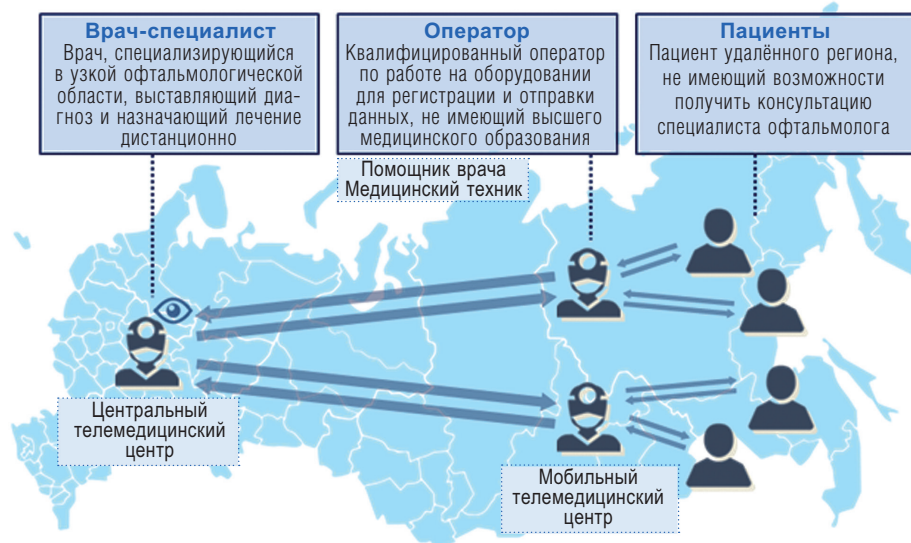 Врач-специалист
Врач, специализирующийся
в узкой офтальмологической
области, выставляющий диа-
гноз и назначающий лечение
дистанционно
Оператор
Квалифицированный оператор
по работе на оборудовании
для регистрации и отправки
данных, не имеющий высшего
медицинского образования
Пациенты
Пациент удалённого региона,
не имеющий возможности
получить консультацию
специалиста офтальмолога
Помощник врача
Медицинский техник
Центральный
телемедицинский
центр
Мобильный
телемедицинский
центр